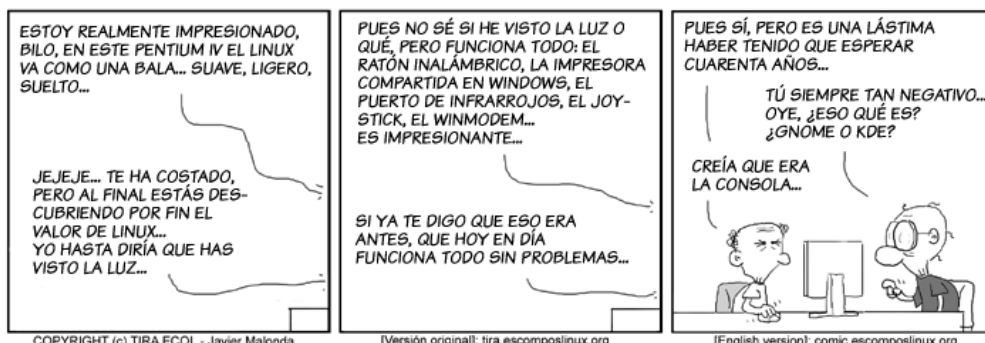 ESTOY REALMENTE IMPRESIONADO,
BILO, EN ESTE PENTIUM IV EL LINUX
VA COMO UNA BALA... SUAVE, LIGERO,
SUELTO...
JEJEJE... TE HA COSTADO,
PERO AL FINAL ESTÁS DES-
CUBRIENDO POR FIN EL
VALOR DE LINUX...
YO HASTA DIRÍA QUE HAS
VISTO LA LUZ...
PUES NO SÉ SI HE VISTO LA LUZ O
QUÉ, PERO FUNCIONA TODO: EL
RATÓN INALÁMBRICO, LA IMPRESORA
COMPARTIDA EN WINDOWS, EL
PUERTO DE INFRARROJOS, EL JOY-
STICK, EL WINMODEM...
ES IMPRESIONANTE...
SI YA TE DIGO QUE ESO ERA
ANTES, QUE HOY EN DÍA
FUNCIONA TODO SIN PROBLEMAS...
PUES SÍ, PERO ES UNA LÁSTIMA
HABER TENIDO QUE ESPERAR
CUARENTA AÑOS...
TÚ SIEMPRE TAN NEGATIVO...
OYE, ¿ESO QUÉ ES?
¿GNOME O KDE?
CREÍA QUE ERA
LA CONSOLA...
COPYRIGHT (c) TIRA ECOL - Javier Malonda
[Versión original]: tira.escomposlinux.org
[English version]: comic.escomposlinux.org